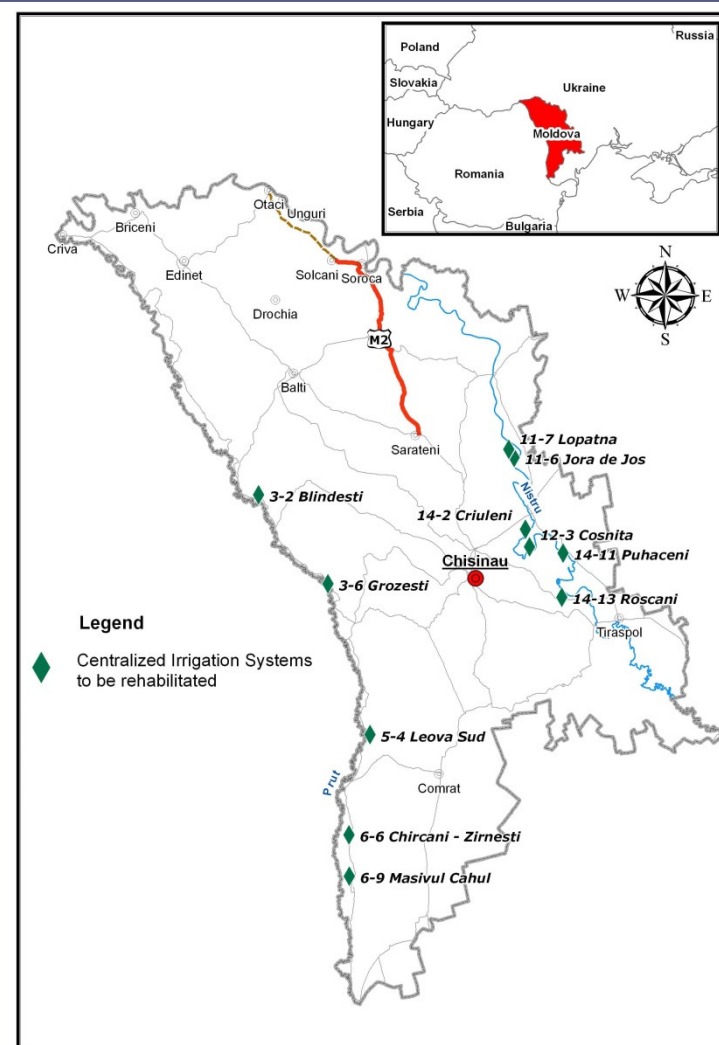 Russia
Poland
Slovakia
Ukraine
Hungary
Moldova
Romania
Serbia
Bulgaria
N
W E
S
Otaci
Unguri
Briceni
Criva
Edinet
Solcani
Soroca
Drochia
M2
Balti
Sarateni
11-7 Lopatna
11-6 Jora de Jos
3-2 Blindesti
Nistru
14-2 Criuleni
12-3 Cosnita
14-11 Puhaceni
Chisinau
3-6 Grozesti
14-13 Roscani
Legend
Tiraspol
Centralized Irrigation Systems
to be rehabilitated
5-4 Leova Sud
Prut
Comrat
6-6 Chircani - Zirnesti
6-9 Masivul Cahul